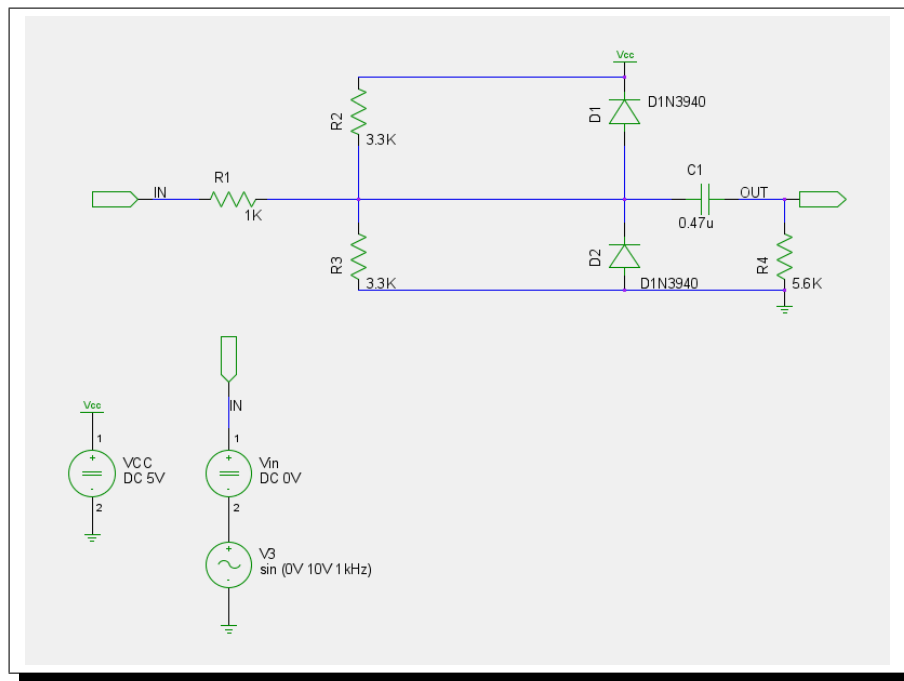 Vcc
D1
D1N3940
R2
3.3K
IN
R1
1K
C1
0.47u
OUT
R3
3.3K
D2
D1N3940
R4
5.6K
IN
Vcc
1
VCC
DC 5V
2
1
Vin
DC 0V
2
V3
sin (0V 10V 1kHz)